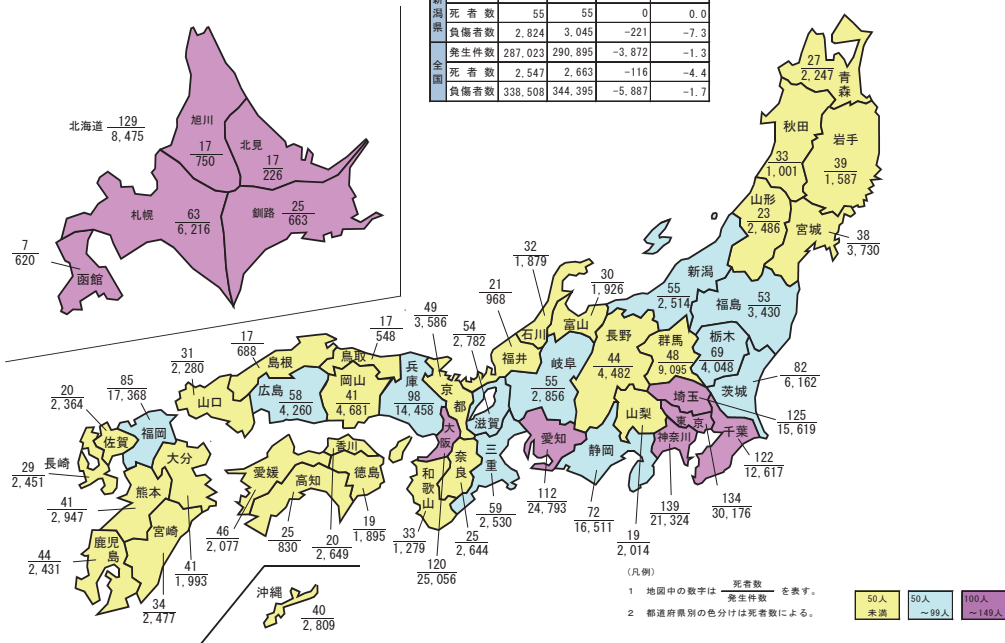 新潟県
死者数 55 55 0 0.0
負傷者数 2,824 3,045 -221 -7.3
全国
発生件数 287,023 290,895 -3,872 -1.3
死者数 2,547 2,663 -116 -4.4
負傷者数 338,508 344,395 -5,887 -1.7
北海道 129
8,475
旭川
17
750
北見
17
226
札幌
63
6,216
釧路
25
663
7
620
函館
27
2,247
青森
秋田
33
1,001
岩手
39
1,587
山形
23
2,486
宮城
38
3,730
新潟
55
2,514
福島
53
3,430
栃木
69
4,048
群馬
48
9,095
茨城
82
6,162
埼玉
125
15,619
千葉
122
12,617
東京
134
30,176
神奈川
139
21,324
山梨
19
2,014
長野
44
4,482
静岡
72
16,511
富山
30
1,926
石川
32
1,879
福井
21
968
岐阜
55
2,856
愛知
112
24,793
三重
59
2,530
滋賀
54
2,782
京都
49
3,586
大阪
120
25,056
兵庫
98
14,458
奈良
25
2,644
和歌山
33
1,279
鳥取
17
548
島根
17
688
岡山
41
4,681
広島
58
4,260
山口
31
2,280
香川
20
2,649
徳島
19
1,895
愛媛
46
2,077
高知
25
830
福岡
85
17,368
佐賀
20
2,364
長崎
29
2,451
熊本
41
2,947
大分
41
1,993
宮崎
34
2,477
鹿児島
44
2,431
沖縄
40
2,809
(凡例)
1 地図中の数字は 死者数 / 発生件数 を表す。
2 都道府県別の色分けは死者数による。
50人未満
50人～99人
100人～149人